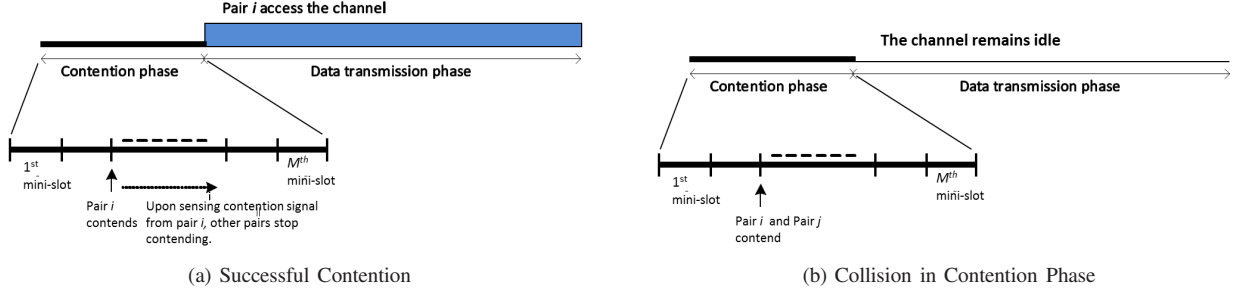 Pair i access the channel
Contention phase
Data transmission phase
1st
mini-slot
Mth
mini-slot
Pair i
contends
Upon sensing contention signal
from pair i, other pairs stop
contending.
(a) Successful Contention
The channel remains idle
Contention phase
Data transmission phase
1st
mini-slot
Mth
mini-slot
Pair i and Pair j
contend
(b) Collision in Contention Phase